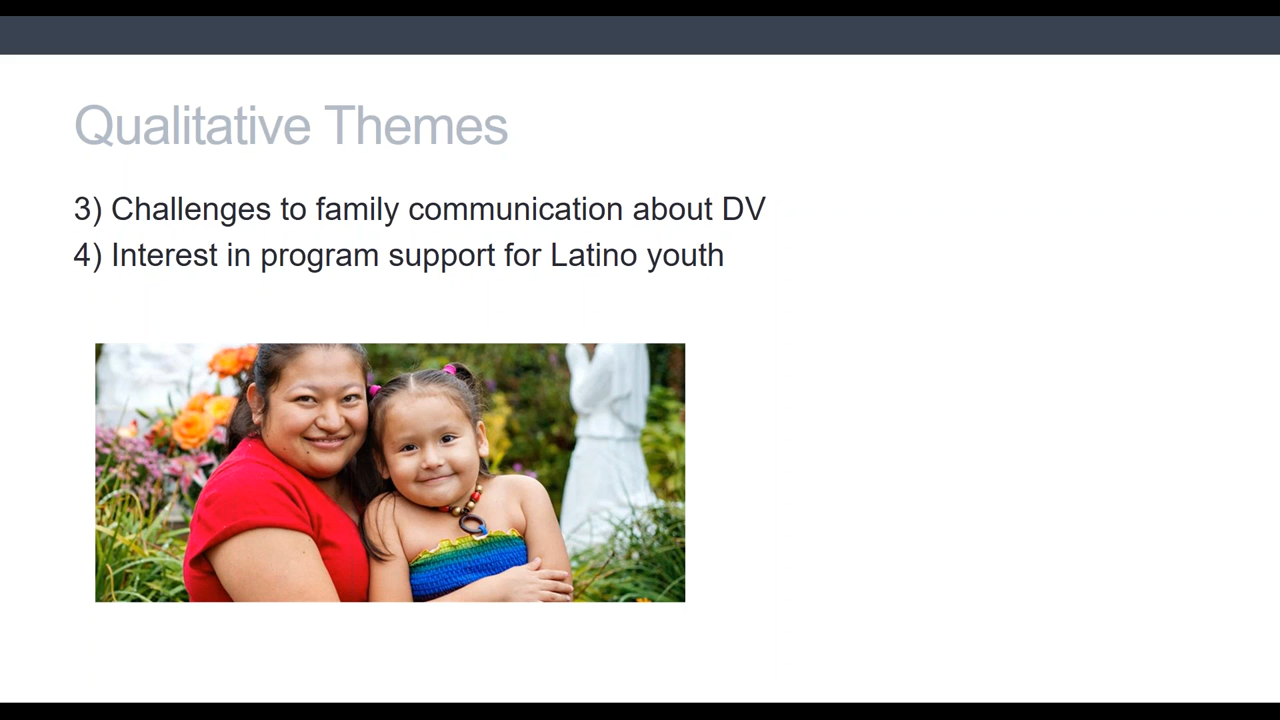 Qualitative Themes
3) Challenges to family communication about DV
4) Interest in program support for Latino youth